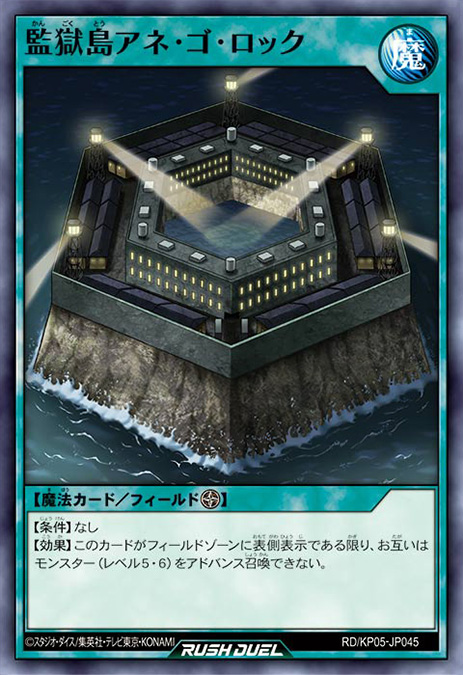 監獄島アネ・ゴ・ロック
魔
【魔法カード／フィールド】
【条件】なし
【効果】このカードがフィールドゾーンに表側表示である限り、お互いは
モンスター（レベル５・６）をアドバンス召喚できない。
©スタジオ・ダイス/集英社・テレビ東京・KONAMI
RUSH DUEL
RD/KP05-JP045